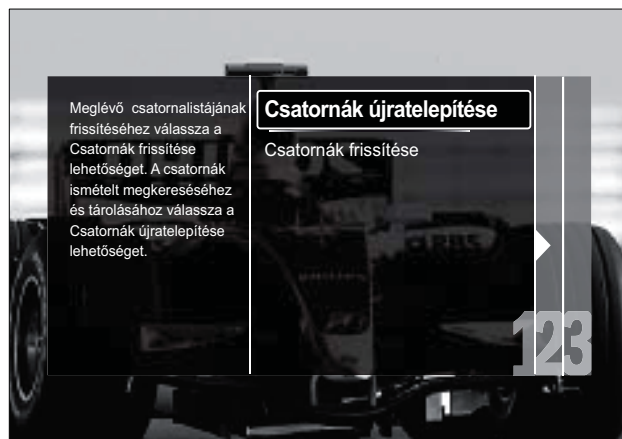 Meglévő csatornalistájának
frissítéséhez válassza a
Csatornák frissítése
lehetőséget. A csatornák
ismételt megkereséséhez
és tárolásához válassza a
Csatornák újratelepítése
lehetőséget.
Csatornák újratelepítése
Csatornák frissítése
RBS
123